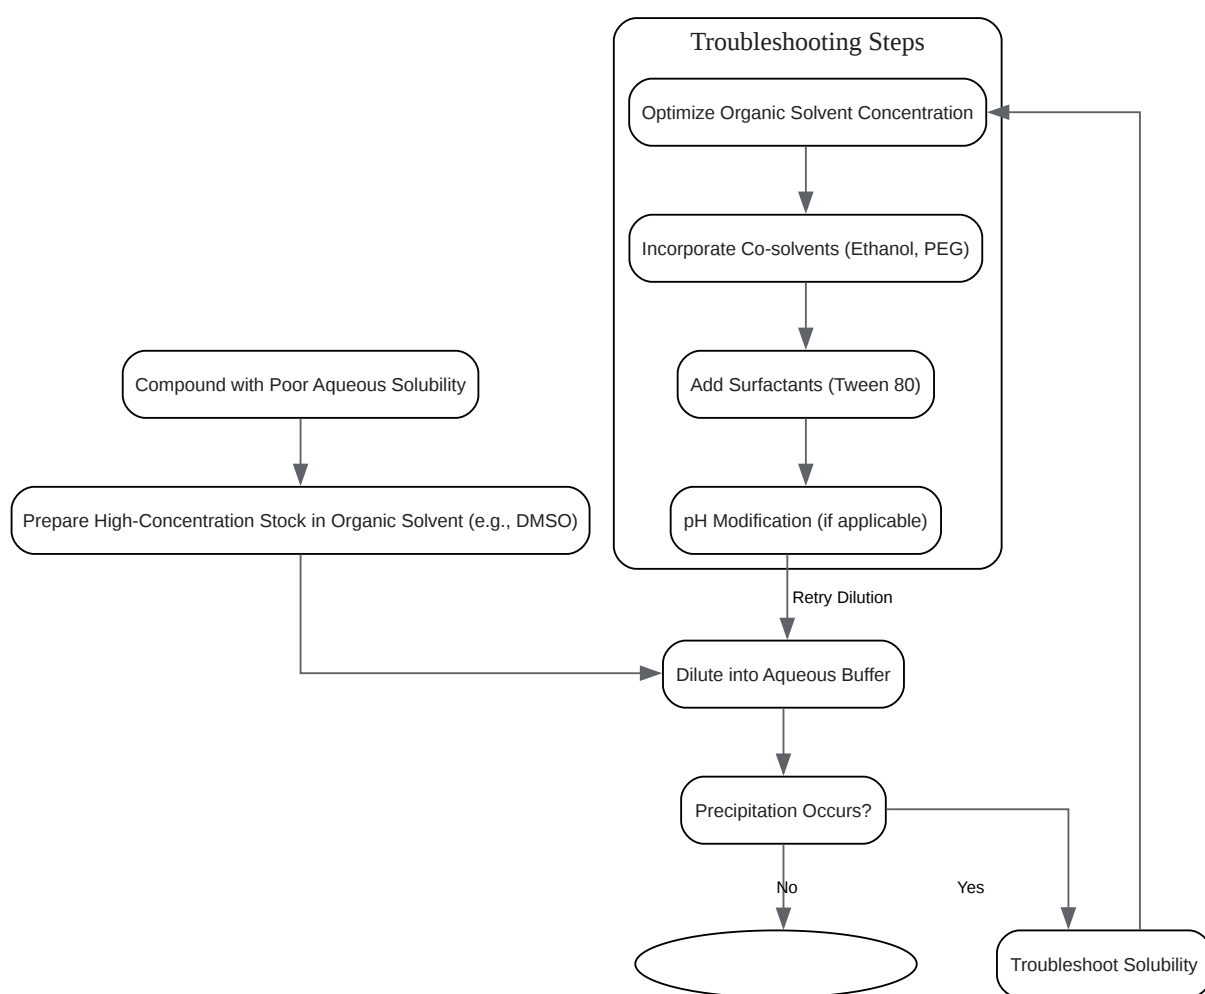 Troubleshooting Steps
Optimize Organic Solvent Concentration
Incorporate Co-solvents (Ethanol, PEG)
Compound with Poor Aqueous Solubility
Add Surfactants (Tween 80)
Prepare High-Concentration Stock in Organic Solvent (e.g., DMSO)
pH Modification (if applicable)
Retry Dilution
Dilute into Aqueous Buffer
Precipitation Occurs?
No
Yes
Troubleshoot Solubility